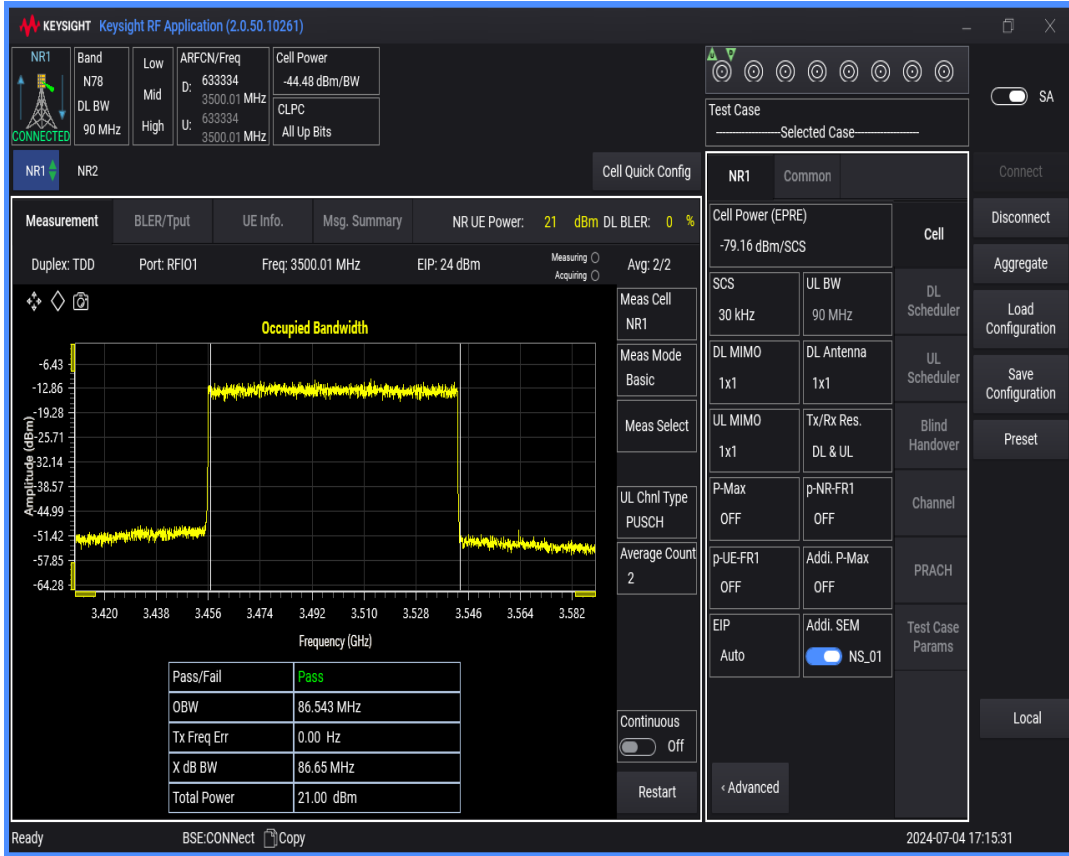 KEYSIGHT Keysight RF Application (2.0.50.10261)
NR1
CONNECTED
Band
N78
DL BW
90 MHz
Low
Mid
High
ARFCN/Freq
D: 633334
3500.01 MHz
U: 633334
3500.01 MHz
Cell Power
-44.48 dBm/BW
CLPC
All Up Bits
Test Case
--------------------Selected Case-----------------
SA
NR1
NR2
Cell Quick Config
Measurement
BLER/Tput
UE Info.
Msg. Summary
NR UE Power: 21 dBm DL BLER: 0 %
Duplex: TDD
Port: RFIO1
Freq: 3500.01 MHz
EIP: 24 dBm
Measuring
Acquiring
Avg: 2/2
Occupied Bandwidth
Amplitude (dBm)
-6.43
-12.86
-19.28
-25.71
-32.14
-38.57
-44.99
-51.42
-57.85
-64.28
3.420 3.438 3.456 3.474 3.492 3.510 3.528 3.546 3.564 3.582
Frequency (GHz)
Pass/Fail Pass
OBW 86.543 MHz
Tx Freq Err 0.00 Hz
X dB BW 86.65 MHz
Total Power 21.00 dBm
Meas Cell
NR1
Meas Mode
Basic
Meas Select
UL Chnl Type
PUSCH
Average Count
2
Continuous
Off
Restart
NR1
Common
Cell Power (EPRE)
-79.16 dBm/SCS
SCS
30 kHz
UL BW
90 MHz
DL MIMO
1x1
DL Antenna
1x1
UL MIMO
1x1
Tx/Rx Res.
DL & UL
P-Max
OFF
p-NR-FR1
OFF
p-UE-FR1
OFF
Addi. P-Max
OFF
EIP
Auto
Addi. SEM
NS_01
‹ Advanced
Cell
DL
Scheduler
UL
Scheduler
Blind
Handover
Channel
PRACH
Test Case
Params
Connect
Disconnect
Aggregate
Load
Configuration
Save
Configuration
Preset
Local
Ready
BSE:CONNect
Copy
2024-07-04 17:15:31